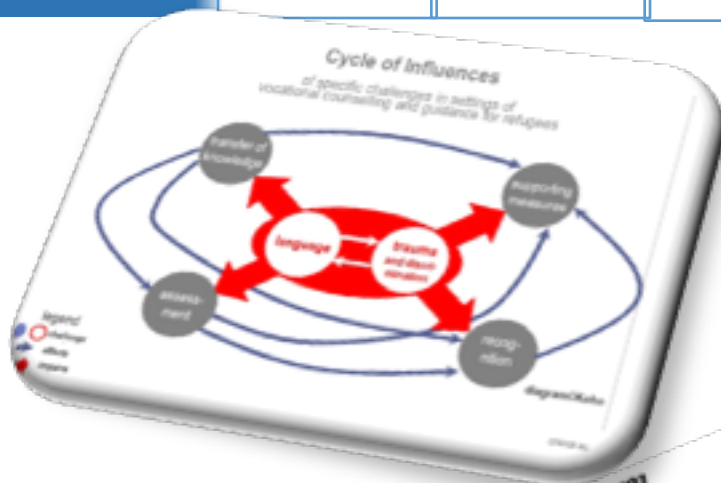 Cycle of Influences
of specific challenges in settings of
vocational counselling and guidance for refugees
transfer of
knowledge
supporting
measures
language
trauma
and discri-
mination
assess-
ment
recog-
nition
legend
challenge